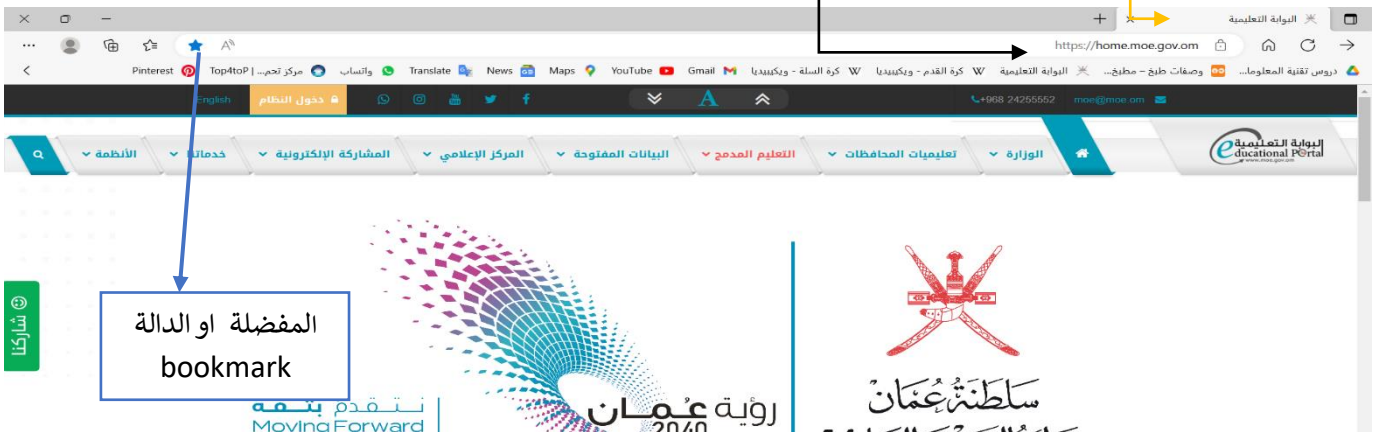 البوابة التعليمية
https://home.moe.gov.om
دروس تقنية المعلوما...
وصفات طبخ – مطبخ...
البوابة التعليمية
كرة القدم - ويكيبيديا
كرة السلة - ويكيبيديا
Gmail
YouTube
Maps
News
Translate
واتساب
Top4toP | مركز تحم...
Pinterest
moe@moe.om
+968 24255552
A
دخول النظام
English
البوابة التعليمية
educational Portal
www.moe.gov.om
الوزارة
تعليميات المحافظات
التعليم المدمج
البيانات المفتوحة
المركز الإعلامي
المشاركة الإلكترونية
خدماتنا
الأنظمة
شاركنا
المفضلة او الدالة
bookmark
سلطنة عُمان
رؤية عُمان
2040
نتقدم بثقة
Moving Forward